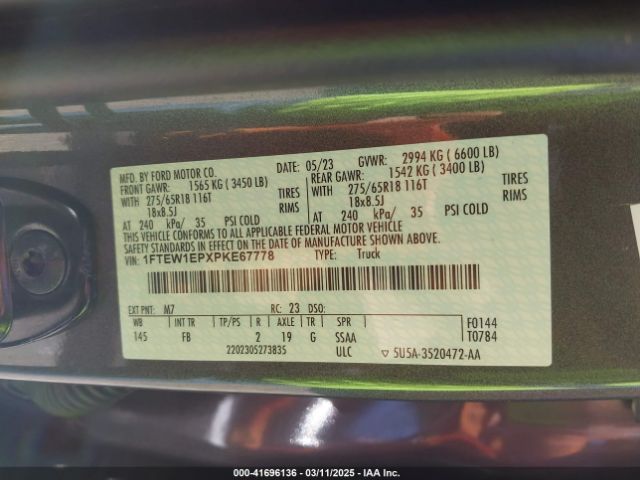 MFD. BY FORD MOTOR CO.
DATE: 05/23 GVWR: 2994 KG ( 6600 LB)
FRONT GAWR: 1565 KG ( 3450 LB) REAR GAWR: 1542 KG ( 3400 LB)
WITH 275/65R18 116T TIRES WITH 275/65R18 116T TIRES
18x8.5J RIMS 18x8.5J RIMS
AT 240 kPa/ 35 PSI COLD AT 240 kPa/ 35 PSI COLD
THIS VEHICLE CONFORMS TO ALL APPLICABLE FEDERAL MOTOR VEHICLE
SAFETY AND THEFT PREVENTION STANDARDS IN EFFECT ON THE DATE OF MANUFACTURE SHOWN ABOVE.
VIN: 1FTEW1EPXPKE67778 TYPE: Truck
EXT PNT: M7 RC: 23 DSO:
WB INT TR TP/PS R AXLE TR SPR F0144
145 FB 2 19 G SSAA T0784
2202305273835 ULC ▽ 5U5A-3520472-AA
000-41696136 - 03/11/2025 - IAA Inc.